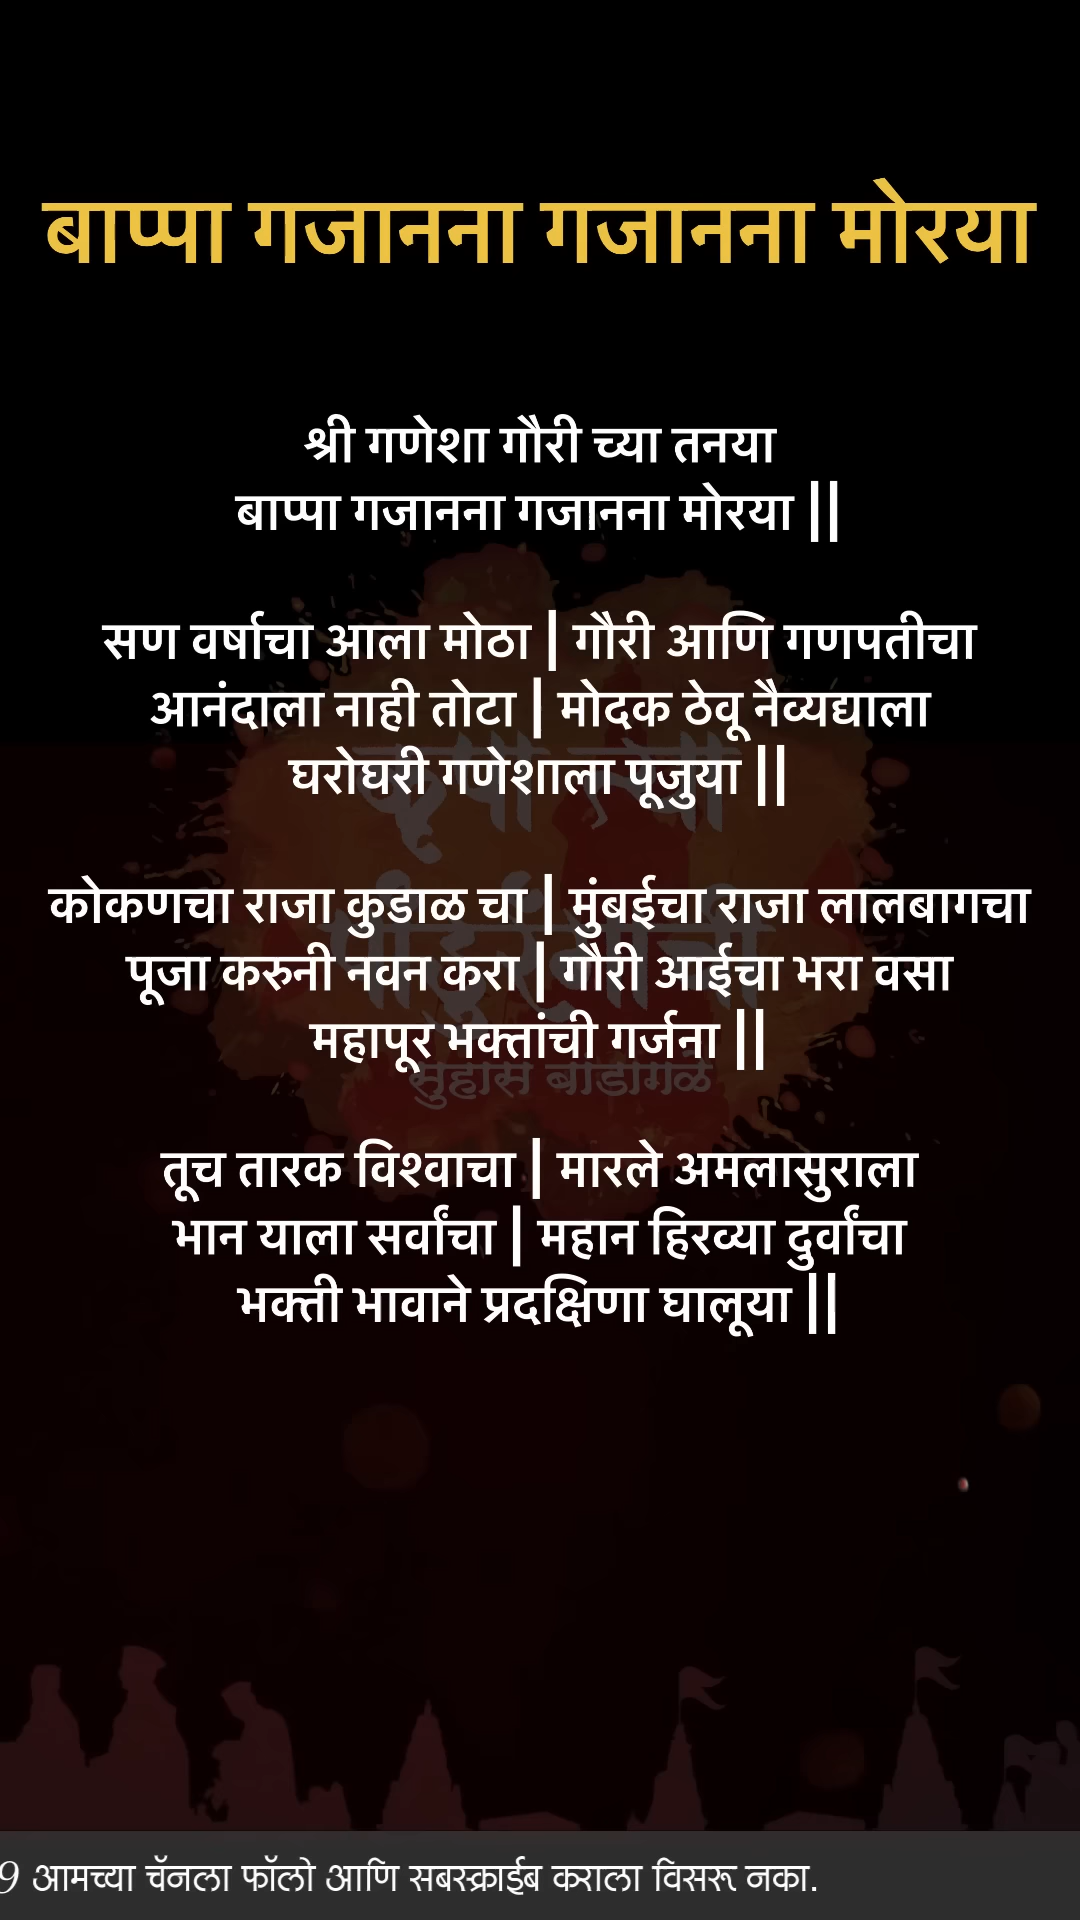 बाप्पा गजानना गजानना मोरया
श्री गणेशा गौरी च्या तनया
बाप्पा गजानना गजानना मोरया ||
सण वर्षाचा आला मोठा | गौरी आणि गणपतीचा
आनंदाला नाही तोटा | मोदक ठेवू नैव्यद्याला
घरोघरी गणेशाला पूजुया ||
कोकणचा राजा कुडाळ चा | मुंबईचा राजा लालबागचा
पूजा करुनी नवन करा | गौरी आईचा भरा वसा
महापूर भक्तांची गर्जना ||
सुहास बांडागळे
तूच तारक विश्वाचा | मारले अमलासुराला
भान याला सर्वांचा | महान हिरव्या दुर्वांचा
भक्ती भावाने प्रदक्षिणा घालूया ||
9 आमच्या चॅनला फॉलो आणि सबस्क्राईब कराला विसरू नका.